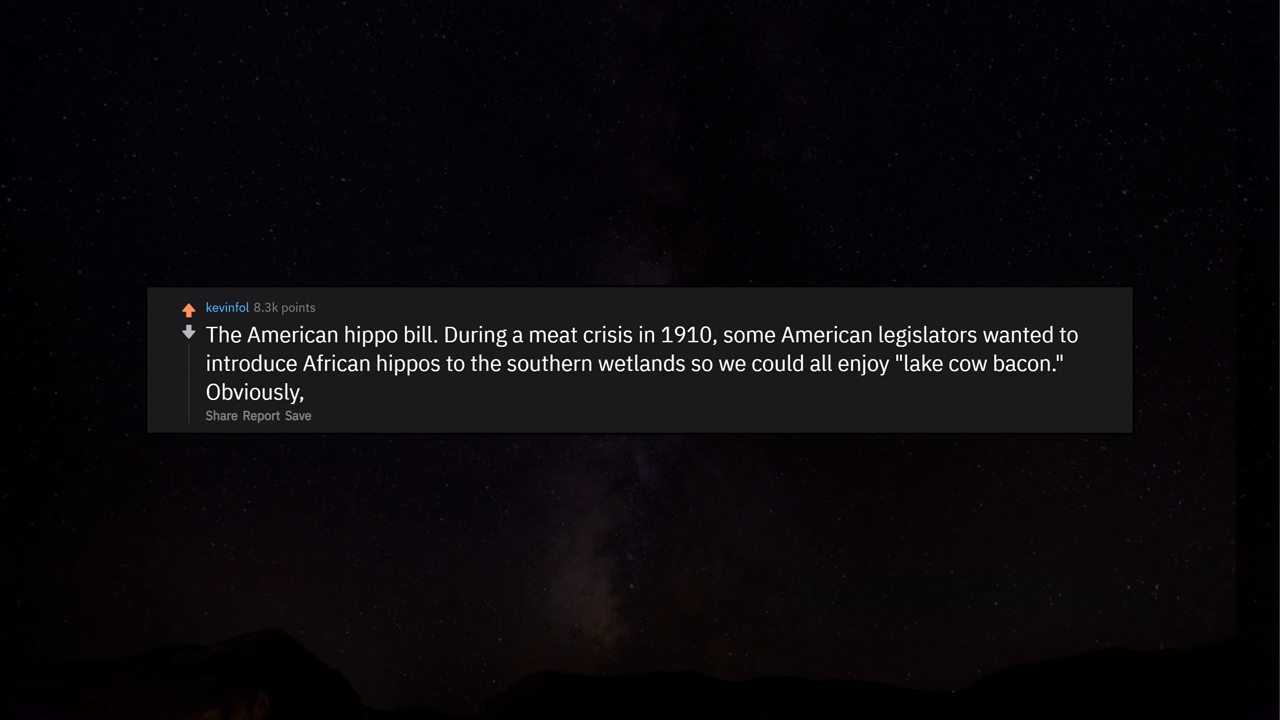 kevinfol 8.3k points
The American hippo bill. During a meat crisis in 1910, some American legislators wanted to
introduce African hippos to the southern wetlands so we could all enjoy "lake cow bacon."
Obviously,
Share Report Save